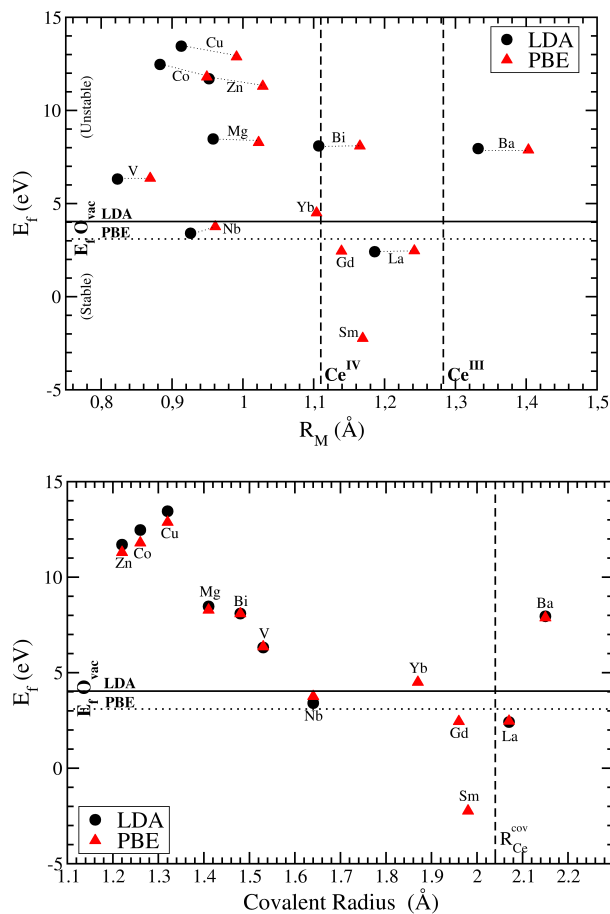 15
10
5
0
-5
E_f (eV)
(Unstable)
(Stable)
E_f O_vac
LDA
PBE
LDA
PBE
Cu
Co
Zn
Mg
Bi
Ba
V
Yb
Nb
Gd
La
Sm
Ce^IV
Ce^III
0,8 0,9 1 1,1 1,2 1,3 1,4 1,5
R_M (Å)
15
10
5
0
-5
E_f (eV)
E_f O_vac
LDA
PBE
Cu
Zn
Co
Mg
Bi
V
Ba
Yb
Nb
Gd
La
Sm
R_Ce^cov
LDA
PBE
1.1 1.2 1.3 1.4 1.5 1.6 1.7 1.8 1.9 2 2.1 2.2
Covalent Radius (Å)